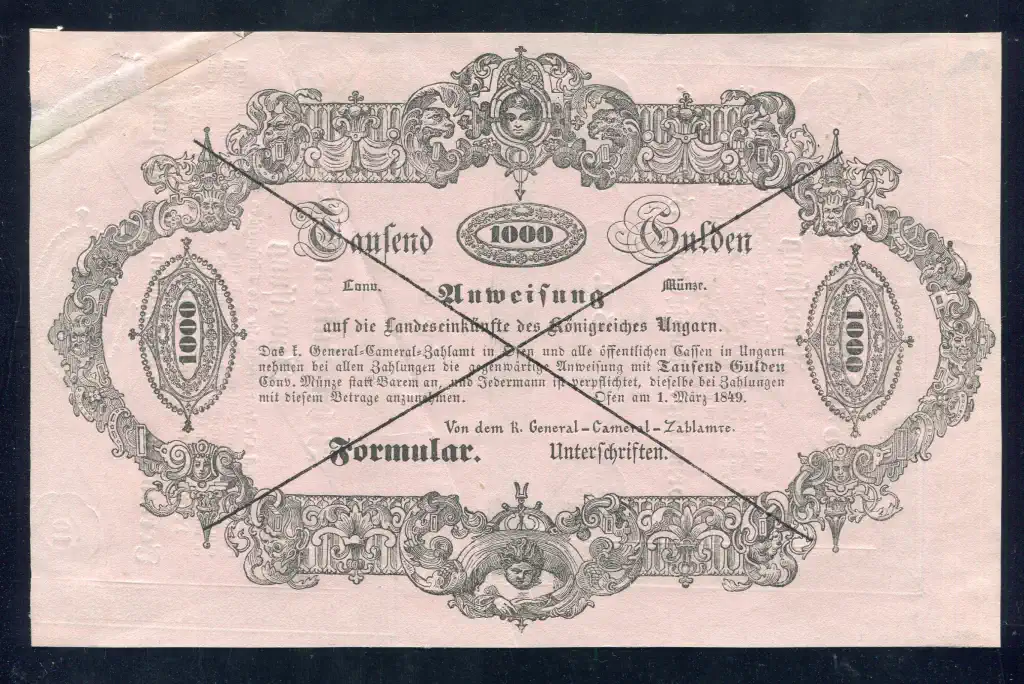 Tausend 1000 Gulden
Conv. Münze.
Anweisung
auf die Landeseinkünfte des Königreiches Ungarn.
1000
1000
Das k. General-Cameral-Zahlamt in Ofen und alle öffentlichen Cassen in Ungarn
nehmen bei allen Zahlungen die gegenwärtige Anweisung mit Tausend Gulden
Conv. Münze statt Barem an, und Jedermann ist verpflichtet, dieselbe bei Zahlungen
mit diesem Betrage anzunehmen. Ofen am 1. März 1849.
Von dem k. General-Cameral-Zahlamte.
Formular. Unterschriften.